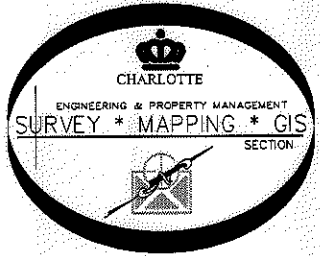 CHARLOTTE
ENGINEERING & PROPERTY MANAGEMENT
SURVEY * MAPPING * GIS
SECTION